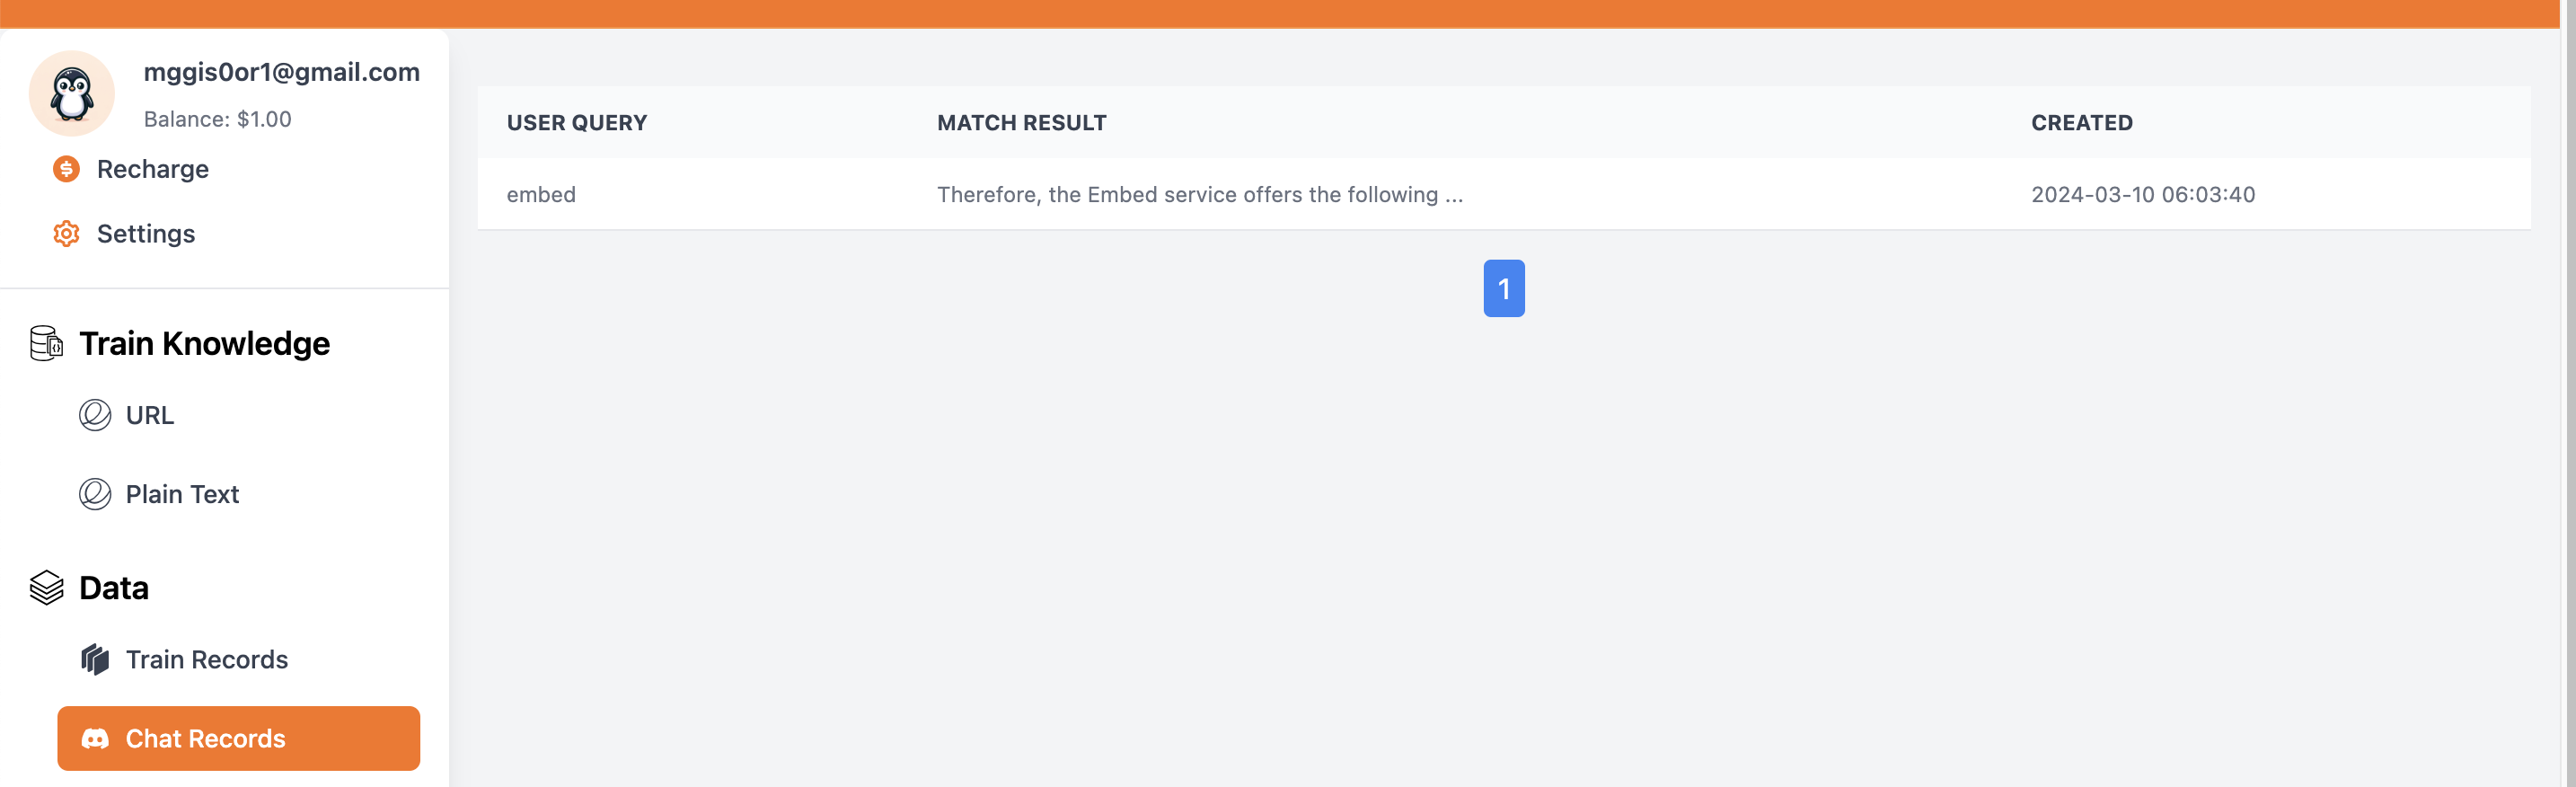 mggis0or1@gmail.com
Balance: $1.00
Recharge
Settings
Train Knowledge
URL
Plain Text
Data
Train Records
Chat Records
USER QUERY MATCH RESULT CREATED
embed Therefore, the Embed service offers the following ... 2024-03-10 06:03:40
1